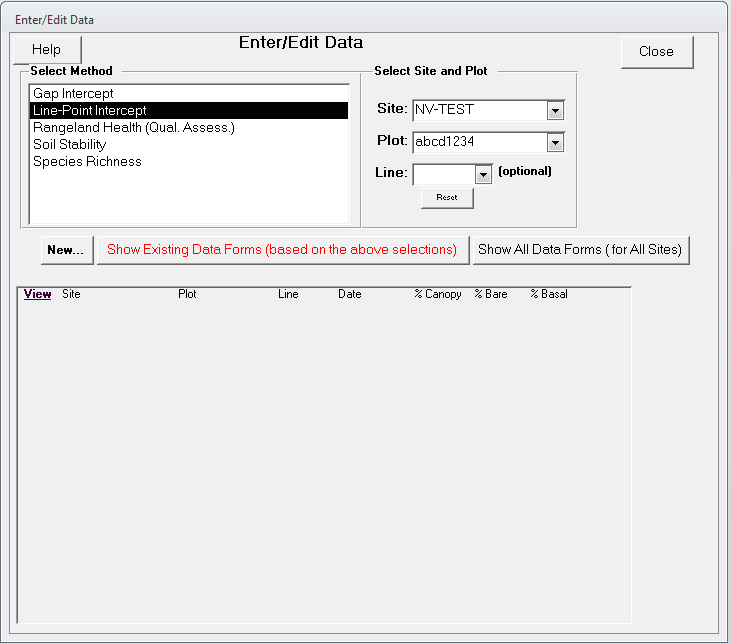 Enter/Edit Data
Help
Enter/Edit Data
Close
Select Method
Gap Intercept
Line-Point Intercept
Rangeland Health (Qual. Assess.)
Soil Stability
Species Richness
Select Site and Plot
Site: NV-TEST
Plot: abcd1234
Line: (optional)
Reset
New... Show Existing Data Forms (based on the above selections) Show All Data Forms ( for All Sites)
View Site Plot Line Date % Canopy % Bare % Basal